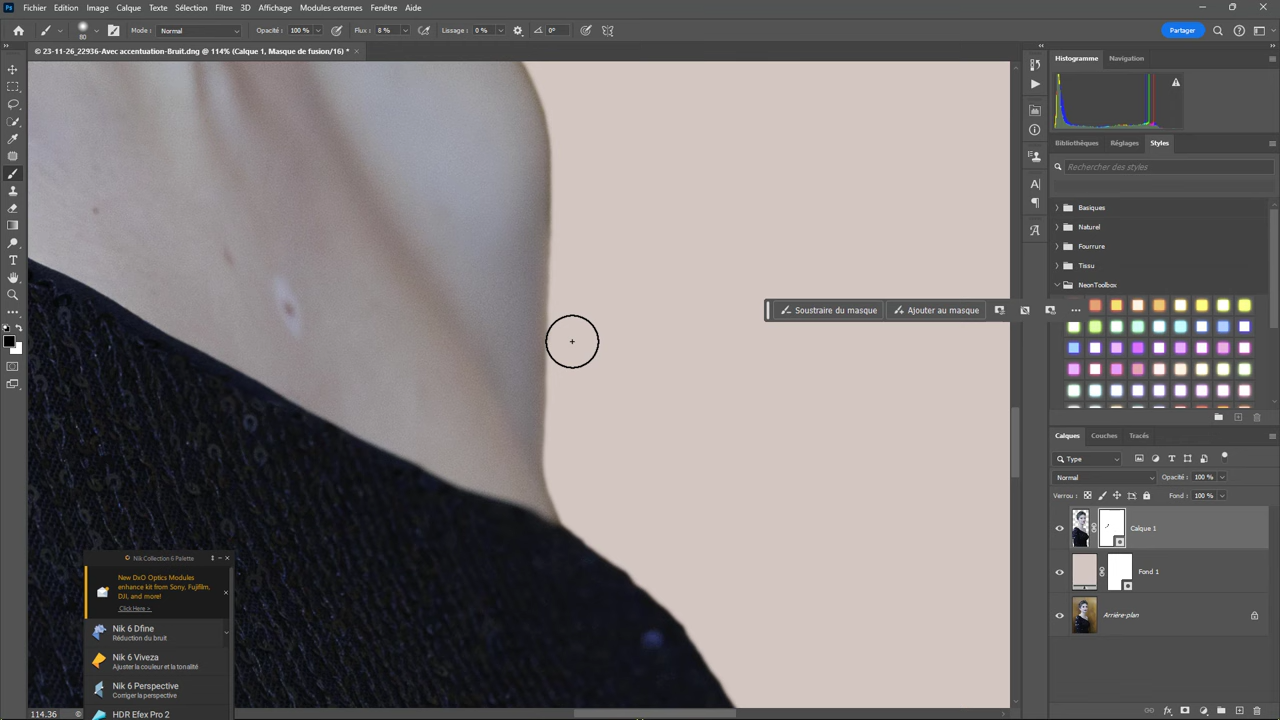 Ps Fichier Edition Image Calque Texte Sélection Filtre 3D Affichage Modules externes Fenêtre Aide
80 Mode : Normal Opacité : 100 % Flux : 8 % Lissage : 0 % 0° Partager
© 23-11-26_22936-Avec accentuation-Bruit.dng @ 114% (Calque 1, Masque de fusion/16) *
Histogramme Navigation
Bibliothèques Réglages Styles
Rechercher des styles
Basiques
Naturel
Fourrure
Tissu
NeonToolbox
Soustraire du masque Ajouter au masque
Calques Couches Tracés
Type
Normal Opacité : 100 %
Verrou : Fond : 100 %
Calque 1
Fond 1
Arrière-plan
Nik Collection 6 Palette
New DxO Optics Modules
enhance kit from Sony, Fujifilm,
DJI, and more!
Click Here >
Nik 6 Dfine
Réduction du bruit
Nik 6 Viveza
Ajuster la couleur et la tonalité
Nik 6 Perspective
Corriger la perspective
HDR Efex Pro 2
114.36